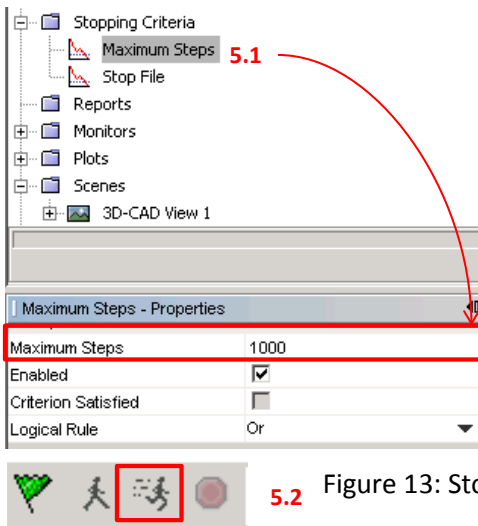 Stopping Criteria
Maximum Steps 5.1
Stop File
Reports
Monitors
Plots
Scenes
3D-CAD View 1
Maximum Steps - Properties
Maximum Steps 1000
Enabled
Criterion Satisfied
Logical Rule Or
5.2 Figure 13: